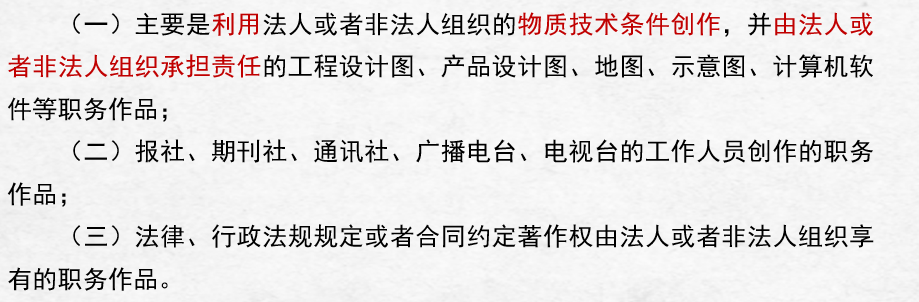 （一）主要是利用法人或者非法人组织的物质技术条件创作，并由法人或
者非法人组织承担责任的工程设计图、产品设计图、地图、示意图、计算机软
件等职务作品；
（二）报社、期刊社、通讯社、广播电台、电视台的工作人员创作的职务
作品；
（三）法律、行政法规规定或者合同约定著作权由法人或者非法人组织享
有的职务作品。